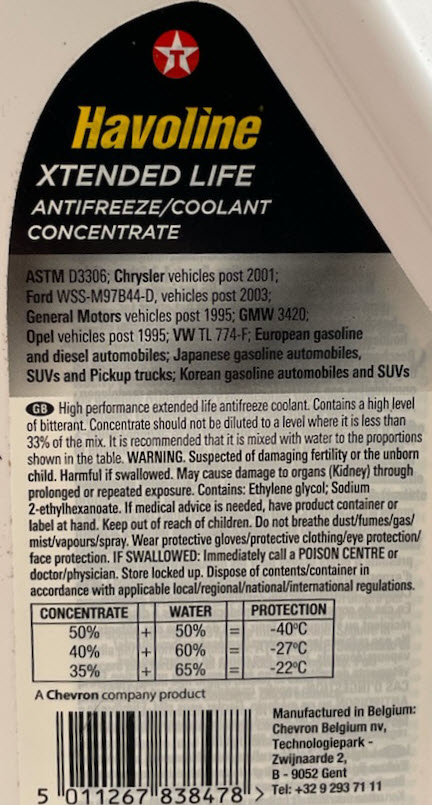 T
Havoline
XTENDED LIFE
ANTIFREEZE/COOLANT
CONCENTRATE
ASTM D3306; Chrysler vehicles post 2001;
Ford WSS-M97B44-D, vehicles post 2003;
General Motors vehicles post 1995; GMW 3420;
Opel vehicles post 1995; VW TL 774-F; European gasoline
and diesel automobiles; Japanese gasoline automobiles,
SUVs and Pickup trucks; Korean gasoline automobiles and SUVs
GB High performance extended life antifreeze coolant. Contains a high level
of bitterant. Concentrate should not be diluted to a level where it is less than
33% of the mix. It is recommended that it is mixed with water to the proportions
shown in the table. WARNING. Suspected of damaging fertility or the unborn
child. Harmful if swallowed. May cause damage to organs (Kidney) through
prolonged or repeated exposure. Contains: Ethylene glycol; Sodium
2-ethylhexanoate. If medical advice is needed, have product container or
label at hand. Keep out of reach of children. Do not breathe dust/fumes/gas/
mist/vapours/spray. Wear protective gloves/protective clothing/eye protection/
face protection. IF SWALLOWED: Immediately call a POISON CENTRE or
doctor/physician. Store locked up. Dispose of contents/container in
accordance with applicable local/regional/national/international regulations.
CONCENTRATE WATER PROTECTION
50% + 50% = -40ºC
40% + 60% = -27ºC
35% + 65% = -22ºC
A Chevron company product
Manufactured in Belgium:
Chevron Belgium nv,
Technologiepark -
Zwijnaarde 2,
B - 9052 Gent
Tel: +32 9 293 71 11
5 011267 838478 >